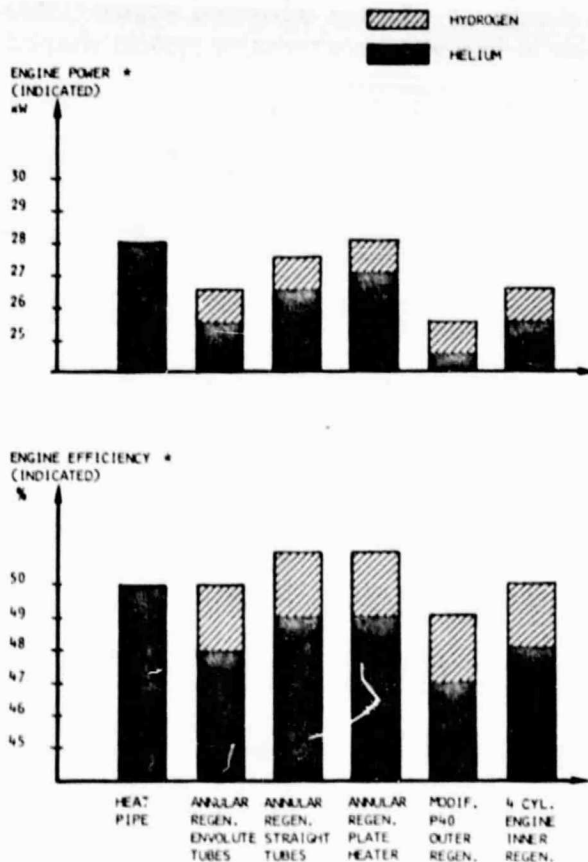 HYDROGEN
HELIUM
ENGINE POWER *
(INDICATED)
KW
30
29
28
27
26
25
ENGINE EFFICIENCY *
(INDICATED)
%
50
49
48
47
46
45
HEAT PIPE
ANNULAR REGEN. ENVOLUTE TUBES
ANNULAR REGEN. STRAIGHT TUBES
ANNULAR REGEN. PLATE HEATER
MODIF. P40 OUTER REGEN.
4 CYL. ENGINE INNER REGEN.